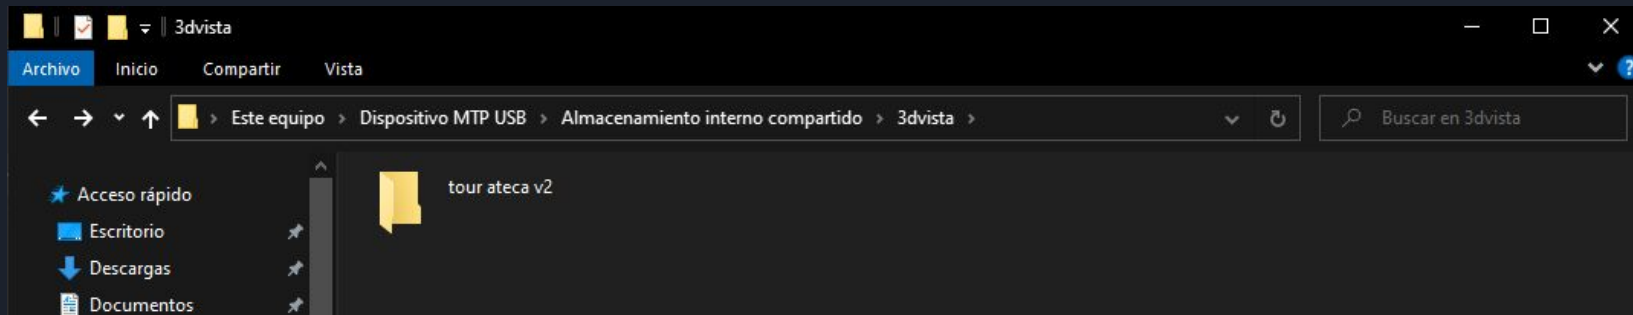 3dvista
Archivo Inicio Compartir Vista
Este equipo > Dispositivo MTP USB > Almacenamiento interno compartido > 3dvista > Buscar en 3dvista
Acceso rápido
tour ateca v2
Escritorio
Descargas
Documentos